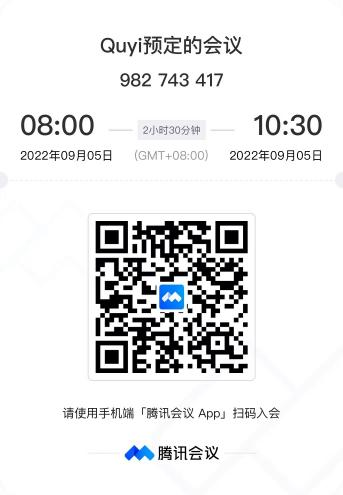 Quyi预定的会议
982 743 417
08:00 2小时30分钟 10:30
2022年09月05日 (GMT+08:00) 2022年09月05日
请使用手机端「腾讯会议 App」扫码入会
腾讯会议